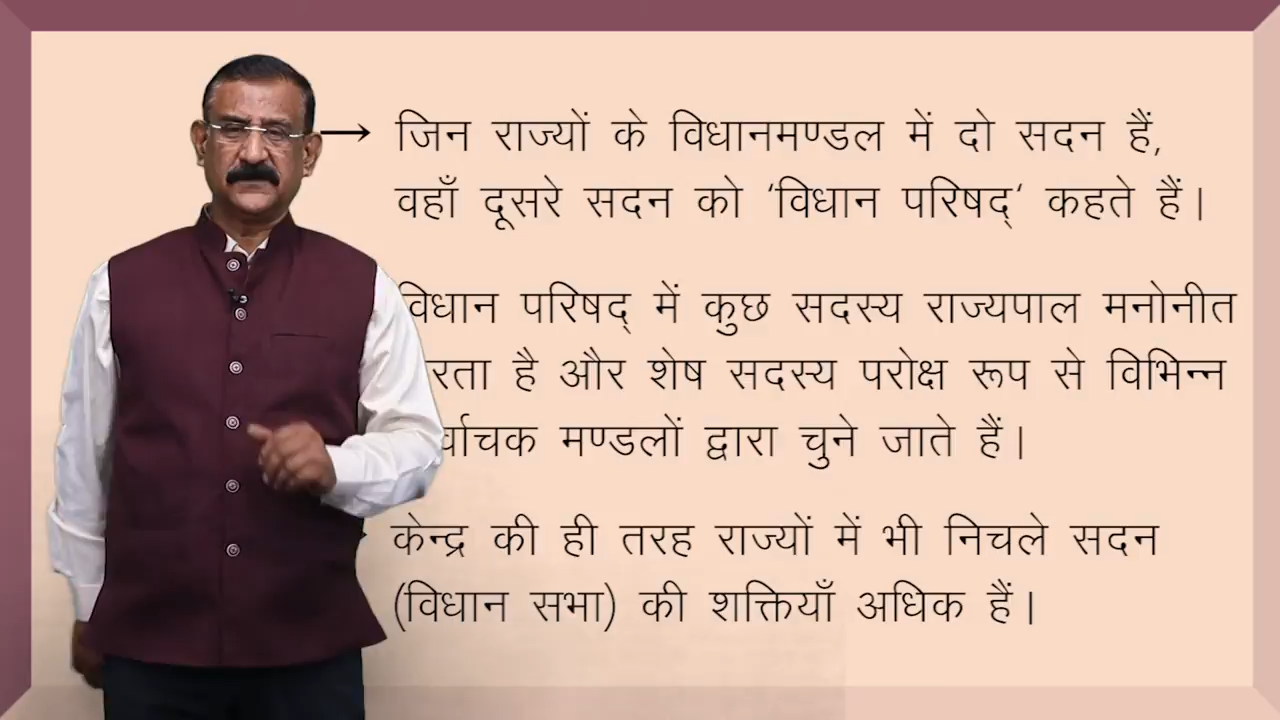 → जिन राज्यों के विधानमण्डल में दो सदन हैं,
वहाँ दूसरे सदन को ‘विधान परिषद्‘ कहते हैं।
विधान परिषद् में कुछ सदस्य राज्यपाल मनोनीत
है और शेष सदस्य परोक्ष रूप से विभिन्न
मण्डलों द्वारा चुने जाते हैं।
केन्द्र की ही तरह राज्यों में भी निचले सदन
(विधान सभा) की शक्तियाँ अधिक हैं।